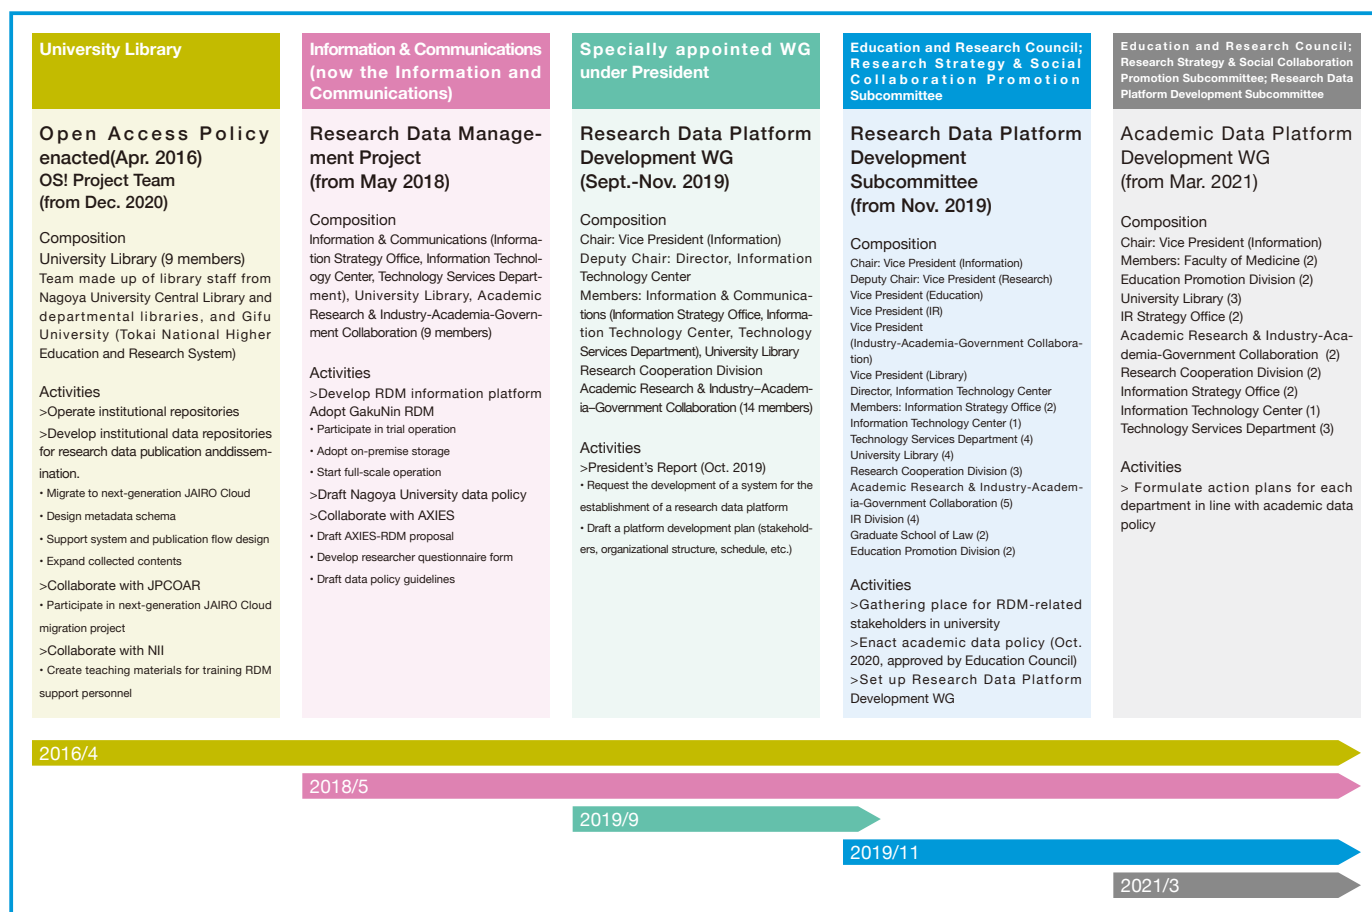 University Library
Open Access Policy
enacted(Apr. 2016)
OS! Project Team
(from Dec. 2020)
Composition
University Library (9 members)
Team made up of library staff from
Nagoya University Central Library and
departmental libraries, and Gifu
University (Tokai National Higher
Education and Research System)
Activities
>Operate institutional repositories
>Develop institutional data repositories
for research data publication anddissem-
ination.
• Migrate to next-generation JAIRO Cloud
• Design metadata schema
• Support system and publication flow design
• Expand collected contents
>Collaborate with JPCOAR
• Participate in next-generation JAIRO Cloud
migration project
>Collaborate with NII
• Create teaching materials for training RDM
support personnel
Information & Communications
(now the Information and
Communications)
Research Data Manage-
ment Project
(from May 2018)
Composition
Information & Communications (Informa-
tion Strategy Office, Information Technol-
ogy Center, Technology Services Depart-
ment), University Library, Academic
Research & Industry-Academia-Govern-
ment Collaboration (9 members)
Activities
>Develop RDM information platform
Adopt GakuNin RDM
• Participate in trial operation
• Adopt on-premise storage
• Start full-scale operation
>Draft Nagoya University data policy
>Collaborate with AXIES
• Draft AXIES-RDM proposal
• Develop researcher questionnaire form
• Draft data policy guidelines
Specially appointed WG
under President
Research Data Platform
Development WG
(Sept.-Nov. 2019)
Composition
Chair: Vice President (Information)
Deputy Chair: Director, Information
Technology Center
Members: Information & Communica-
tions (Information Strategy Office, Informa-
tion Technology Center, Technology
Services Department), University Library
Research Cooperation Division
Academic Research & Industry–Academ-
ia–Government Collaboration (14 members)
Activities
>President's Report (Oct. 2019)
• Request the development of a system for the
establishment of a research data platform
• Draft a platform development plan (stakehold-
ers, organizational structure, schedule, etc.)
Education and Research Council;
Research Strategy & Social
Collaboration Promotion
Subcommittee
Research Data Platform
Development
Subcommittee
(from Nov. 2019)
Composition
Chair: Vice President (Information)
Deputy Chair: Vice President (Research)
Vice President (Education)
Vice President (IR)
Vice President
(Industry-Academia-Government Collabora-
tion)
Vice President (Library)
Director, Information Technology Center
Members: Information Strategy Office (2)
Information Technology Center (1)
Technology Services Department (4)
University Library (4)
Research Cooperation Division (3)
Academic Research & Industry-Academ-
ia-Government Collaboration (5)
IR Division (4)
Graduate School of Law (2)
Education Promotion Division (2)
Activities
>Gathering place for RDM-related
stakeholders in university
>Enact academic data policy (Oct.
2020, approved by Education Council)
>Set up Research Data Platform
Development WG
Education and Research Council;
Research Strategy & Social Collaboration
Promotion Subcommittee; Research Data
Platform Development Subcommittee
Academic Data Platform
Development WG
(from Mar. 2021)
Composition
Chair: Vice President (Information)
Members: Faculty of Medicine (2)
Education Promotion Division (2)
University Library (3)
IR Strategy Office (2)
Academic Research & Industry-Aca-
demia-Government Collaboration (2)
Research Cooperation Division (2)
Information Strategy Office (2)
Information Technology Center (1)
Technology Services Department (3)
Activities
> Formulate action plans for each
department in line with academic data
policy
2016/4
2018/5
2019/9
2019/11
2021/3